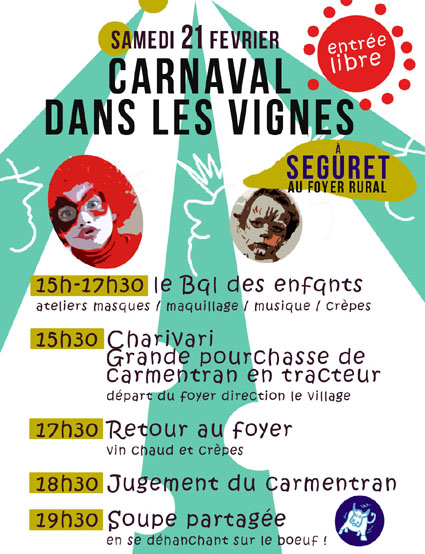 SAMEDI 21 FEVRIER
CARNAVAL
DANS LES VIGNES
entrée
libre
À
SEGURET
AU FOYER RURAL
15h-17h30 le Bal des enfants
ateliers masques / maquillage / musique / crèpes
15h30 Charivari
Grande pourchasse de
carmentran en tracteur
départ du foyer direction le village
17h30 Retour au foyer
vin chaud et crèpes
18h30 Jugement du carmentran
19h30 Soupe partagée
en se déhanchant sur le boeuf !